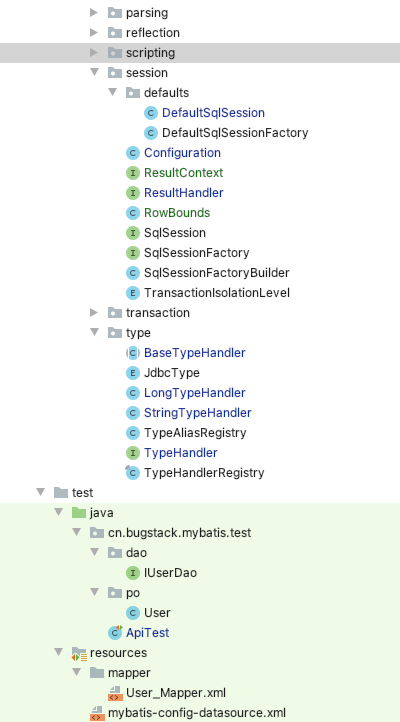 parsing
reflection
scripting
session
defaults
DefaultSqlSession
DefaultSqlSessionFactory
Configuration
ResultContext
ResultHandler
RowBounds
SqlSession
SqlSessionFactory
SqlSessionFactoryBuilder
TransactionIsolationLevel
transaction
type
BaseTypeHandler
JdbcType
LongTypeHandler
StringTypeHandler
TypeAliasRegistry
TypeHandler
TypeHandlerRegistry
test
java
cn.bugstack.mybatis.test
dao
IUserDao
po
User
ApiTest
resources
mapper
User_Mapper.xml
mybatis-config-datasource.xml